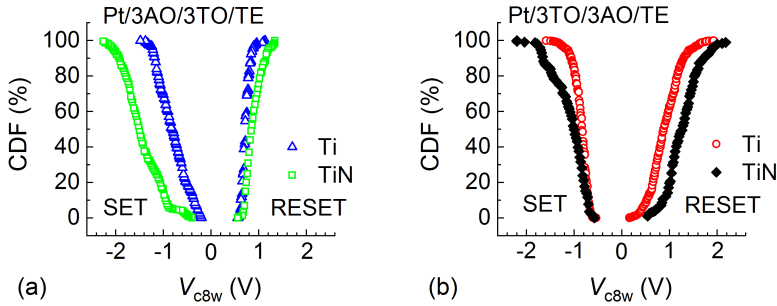 Pt/3AO/3TO/TE
100
80
60
40
20
0
CDF (%)
Ti
TiN
SET
RESET
-2 -1 0 1 2
V_c8w (V)
(a)
Pt/3TO/3AO/TE
100
80
60
40
20
0
CDF (%)
Ti
TiN
SET
RESET
-2 -1 0 1 2
V_c8w (V)
(b)